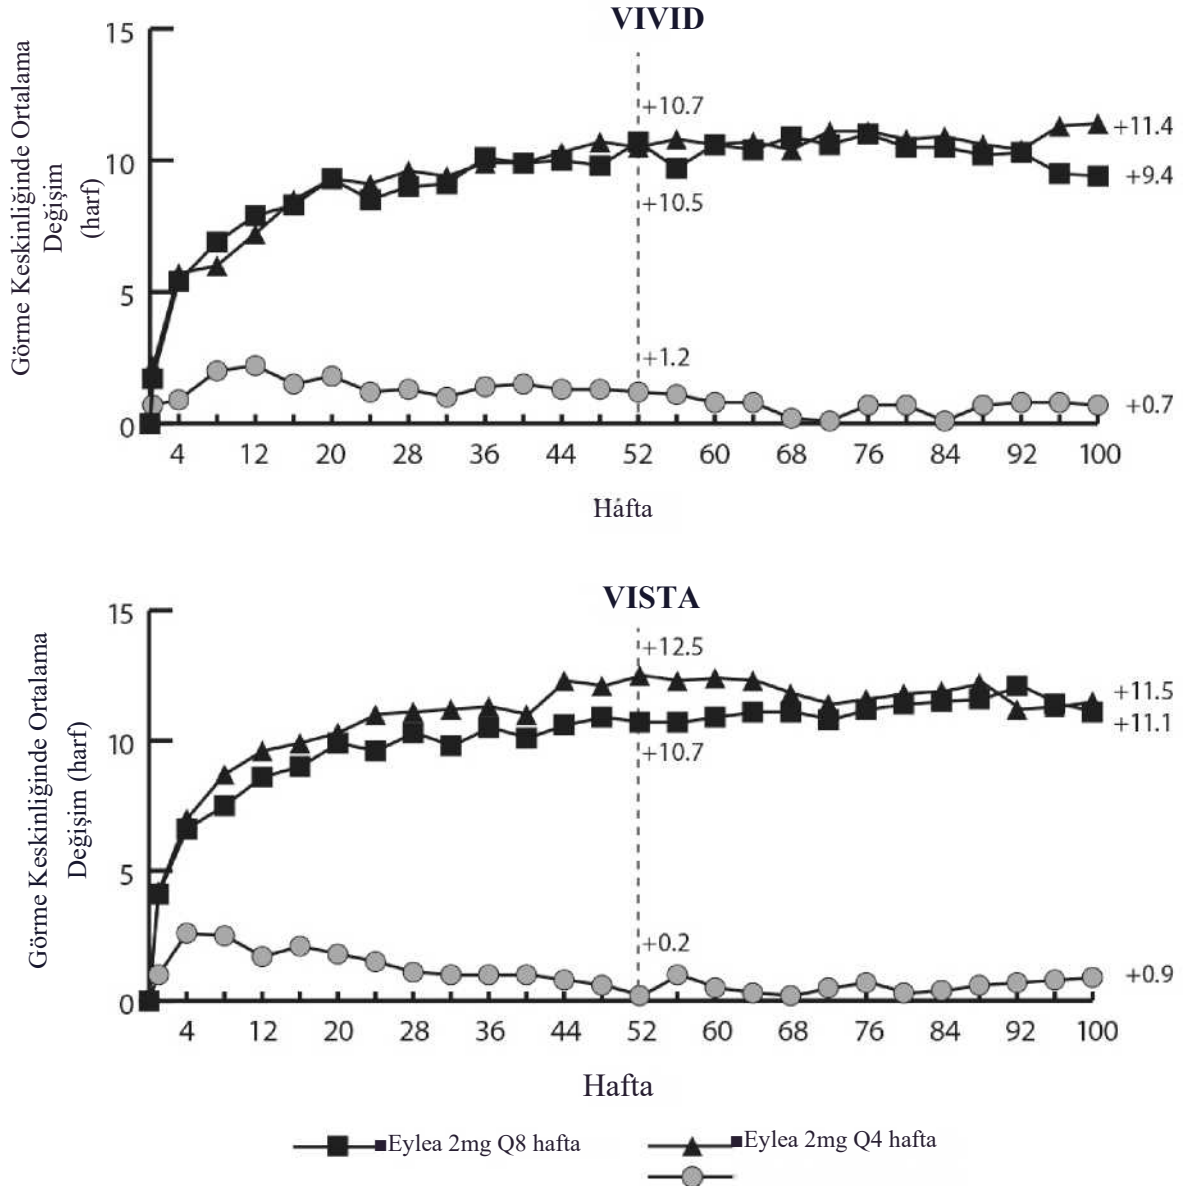 VIVID
Görme Keskinliğinde Ortalama
Değişim
(harf)
15
10
5
0
+10.7
+10.5
+1.2
+11.4
+9.4
+0.7
4 12 20 28 36 44 52 60 68 76 84 92 100
Hafta
VISTA
Görme Keskinliğinde Ortalama
Değişim (harf)
15
10
5
0
+12.5
+10.7
+0.2
+11.5
+11.1
+0.9
4 12 20 28 36 44 52 60 68 76 84 92 100
Hafta
Eylea 2mg Q8 hafta
Eylea 2mg Q4 hafta